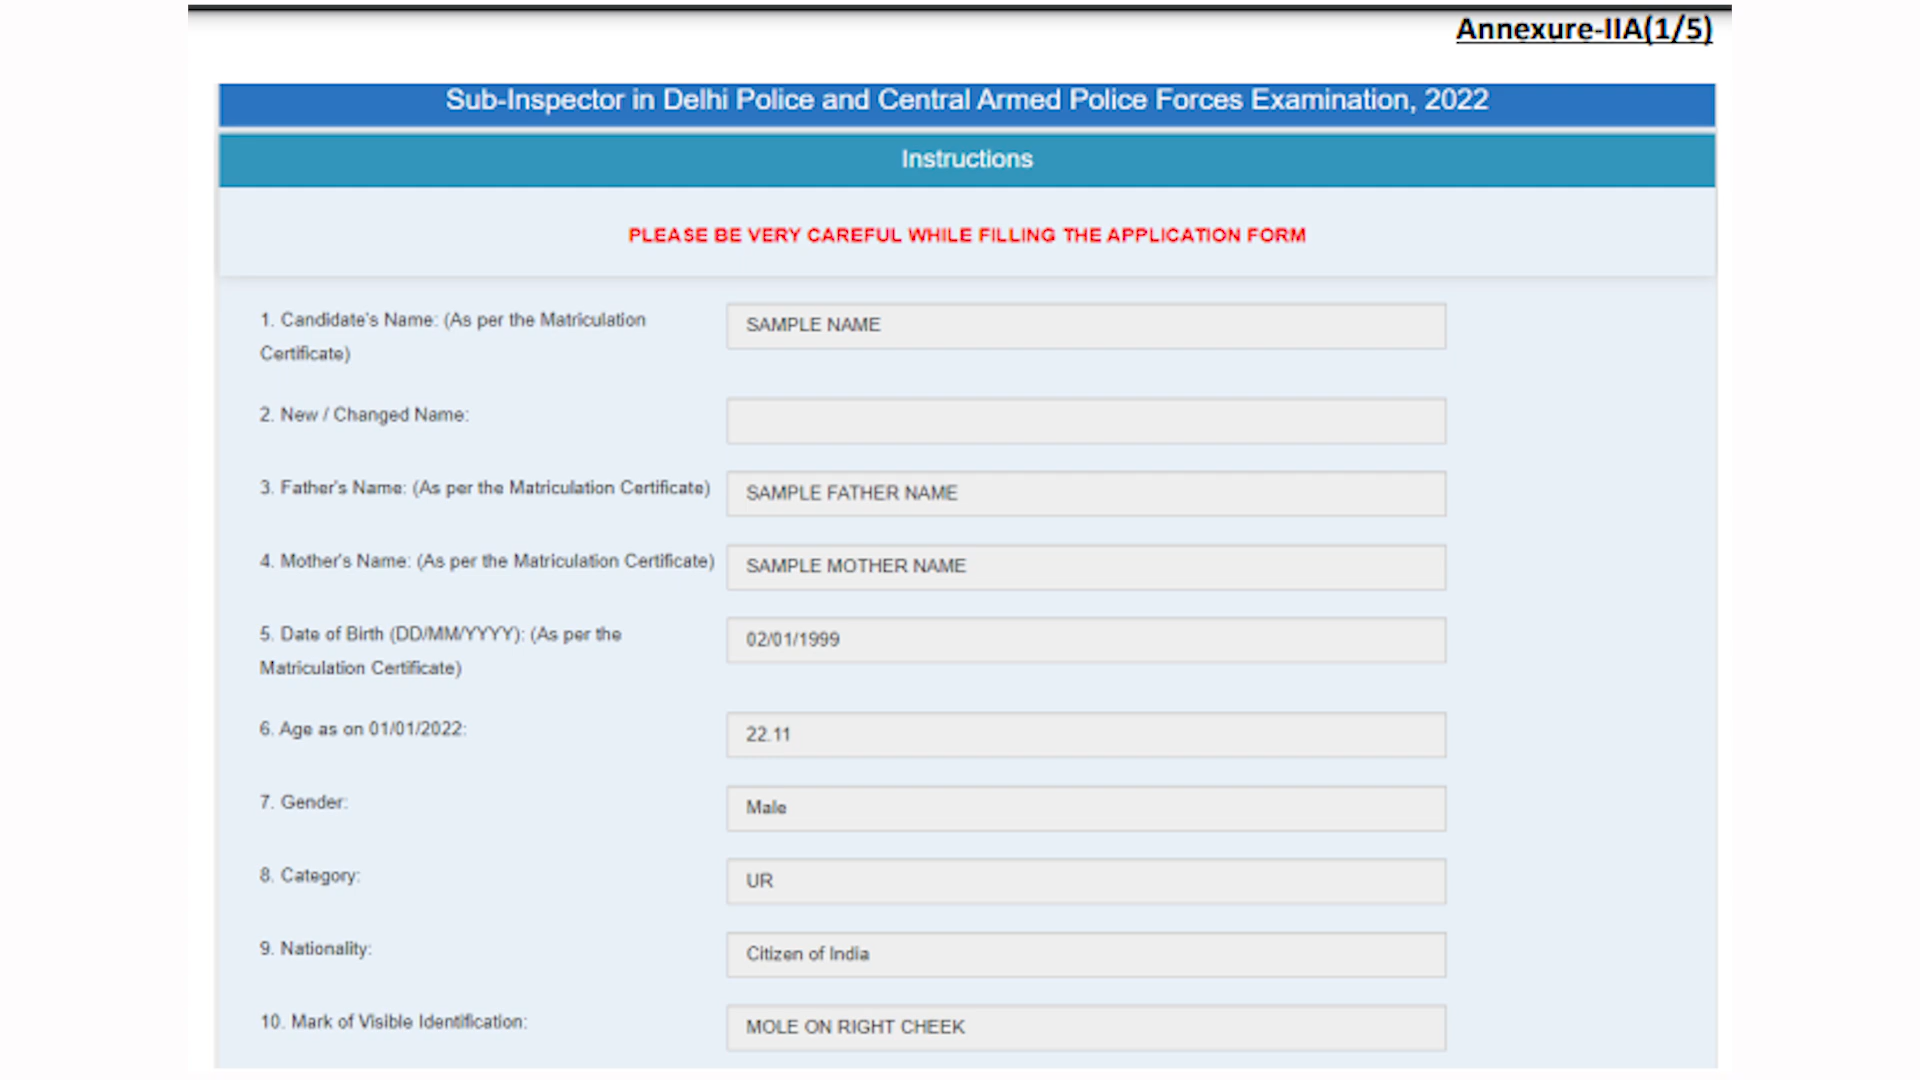 Annexure-IIA(1/5)
Sub-Inspector in Delhi Police and Central Armed Police Forces Examination, 2022
Instructions
PLEASE BE VERY CAREFUL WHILE FILLING THE APPLICATION FORM
1. Candidate's Name: (As per the Matriculation
Certificate)
SAMPLE NAME
2. New / Changed Name:
3. Father's Name: (As per the Matriculation Certificate)
SAMPLE FATHER NAME
4. Mother's Name: (As per the Matriculation Certificate)
SAMPLE MOTHER NAME
5. Date of Birth (DD/MM/YYYY): (As per the
Matriculation Certificate)
02/01/1999
6. Age as on 01/01/2022:
22.11
7. Gender:
Male
8. Category:
UR
9. Nationality:
Citizen of India
10. Mark of Visible Identification:
MOLE ON RIGHT CHEEK